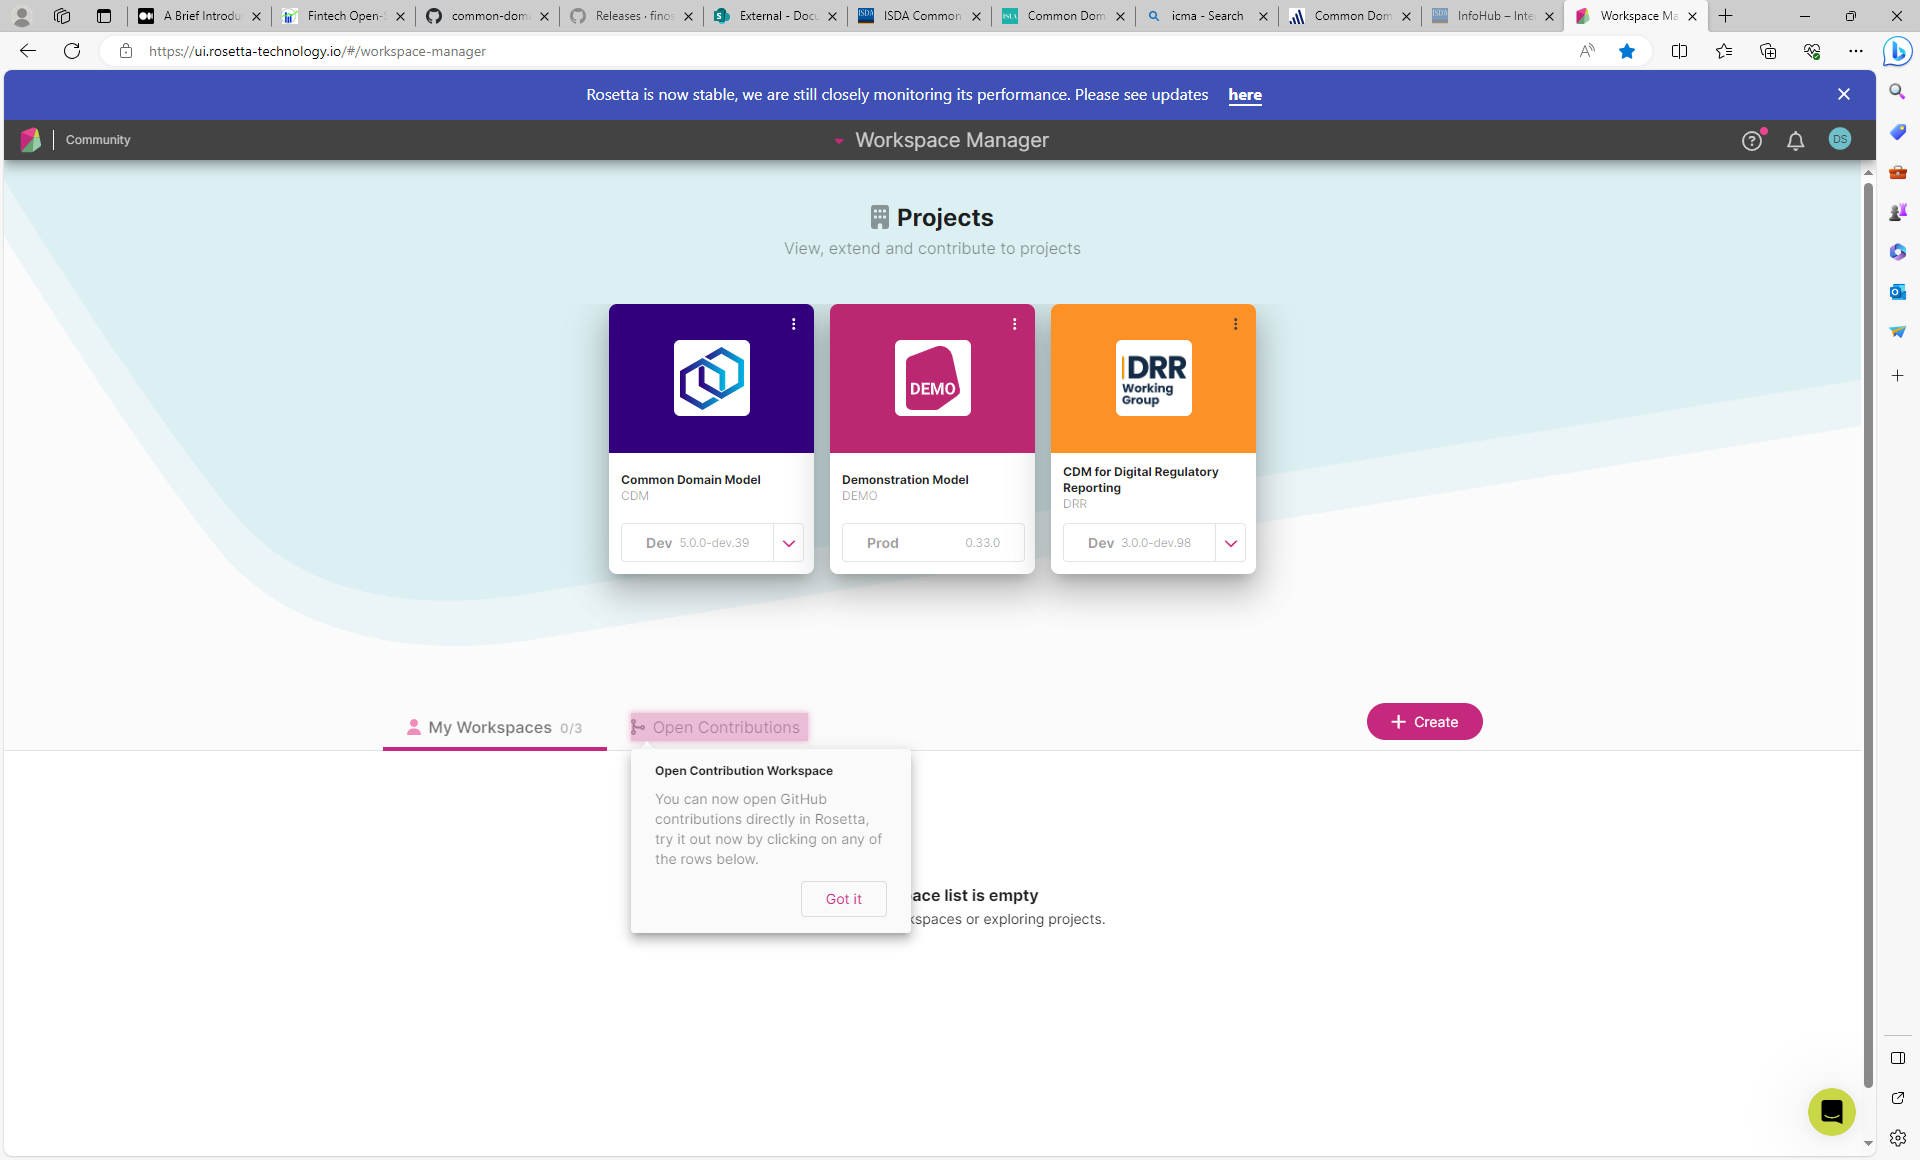 A Brief Introdu
Fintech Open-S
common-dom
Releases · finos
External - Docu
ISDA Common
Common Dom
icma - Search
Common Dom
InfoHub – Inte
Workspace Ma
https://ui.rosetta-technology.io/#/workspace-manager
Rosetta is now stable, we are still closely monitoring its performance. Please see updates here
Community
Workspace Manager
DS
Projects
View, extend and contribute to projects
DEMO
DRR
Working
Group
Common Domain Model
CDM
Dev 5.0.0-dev.39
Demonstration Model
DEMO
Prod 0.33.0
CDM for Digital Regulatory
Reporting
DRR
Dev 3.0.0-dev.98
My Workspaces 0/3
Open Contributions
+ Create
Open Contribution Workspace
You can now open GitHub
contributions directly in Rosetta,
try it out now by clicking on any of
the rows below.
Got it
ace list is empty
kspaces or exploring projects.